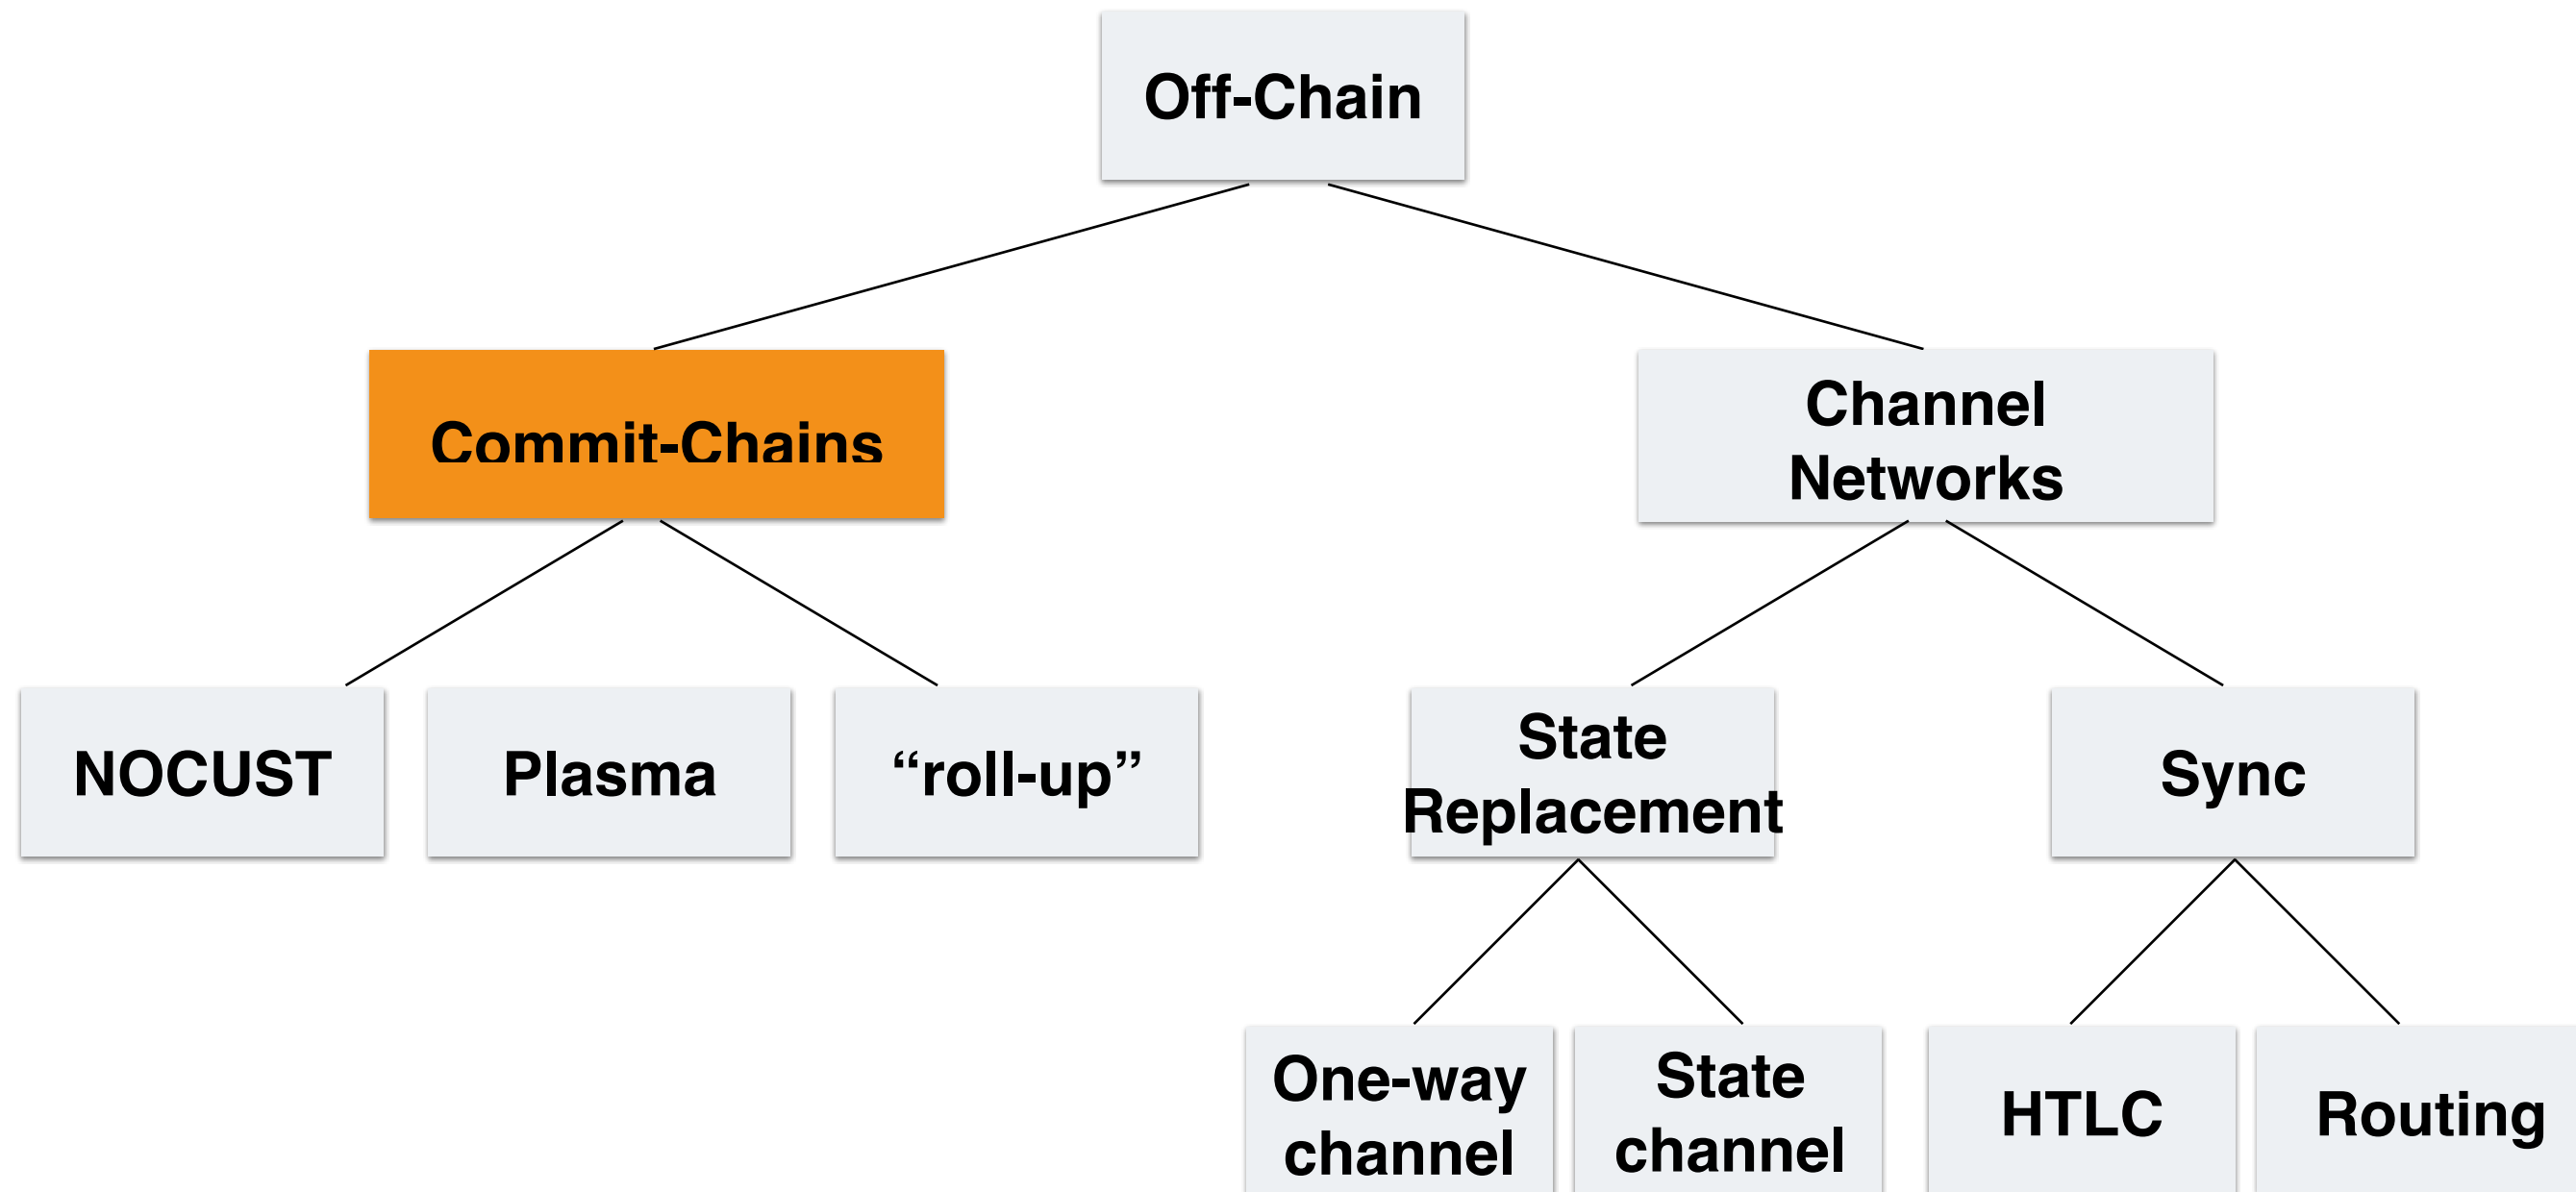 Off-Chain
Commit-Chains
Channel
Networks
NOCUST
Plasma
“roll-up”
State
Replacement
Sync
One-way
channel
State
channel
HTLC
Routing